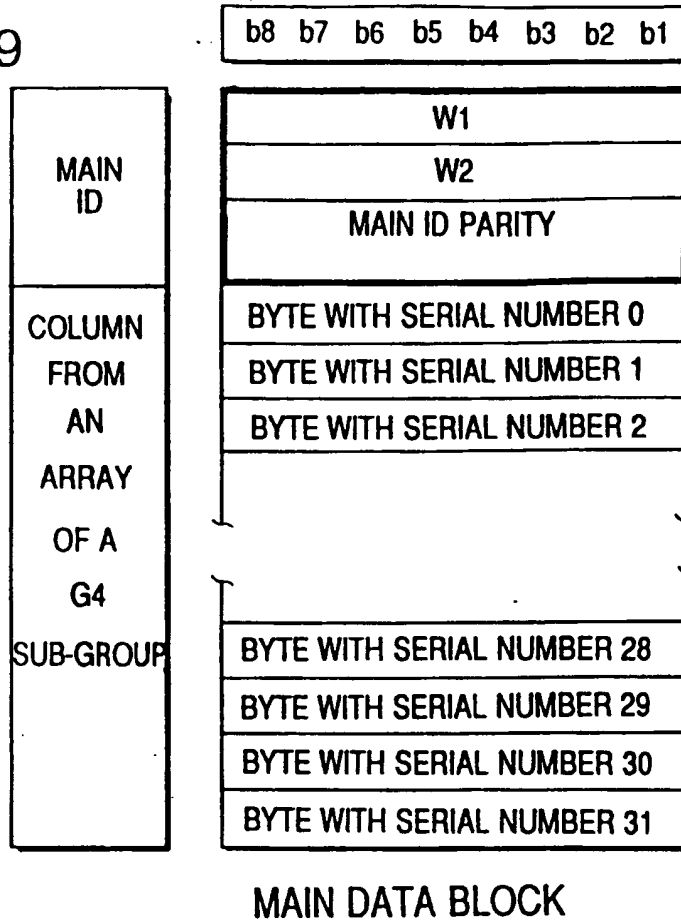 9
b8 b7 b6 b5 b4 b3 b2 b1
MAIN
ID
W1
W2
MAIN ID PARITY
COLUMN
FROM
AN
ARRAY
OF A
G4
SUB-GROUP
BYTE WITH SERIAL NUMBER 0
BYTE WITH SERIAL NUMBER 1
BYTE WITH SERIAL NUMBER 2
BYTE WITH SERIAL NUMBER 28
BYTE WITH SERIAL NUMBER 29
BYTE WITH SERIAL NUMBER 30
BYTE WITH SERIAL NUMBER 31
MAIN DATA BLOCK